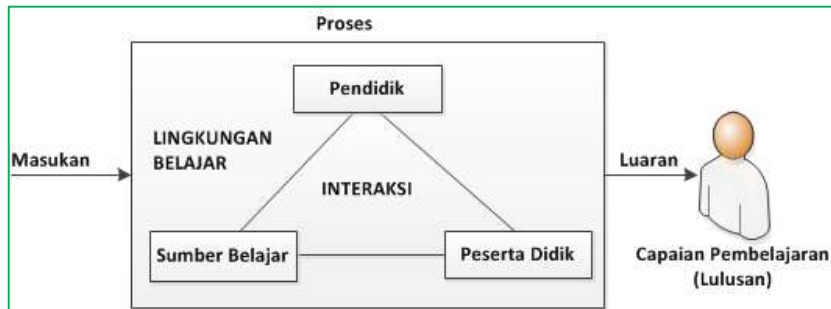 Proses
Pendidik
LINGKUNGAN
BELAJAR
Masukan
Luaran
INTERAKSI
Sumber Belajar
Peserta Didik
Capaian Pembelajaran
(Lulusan)